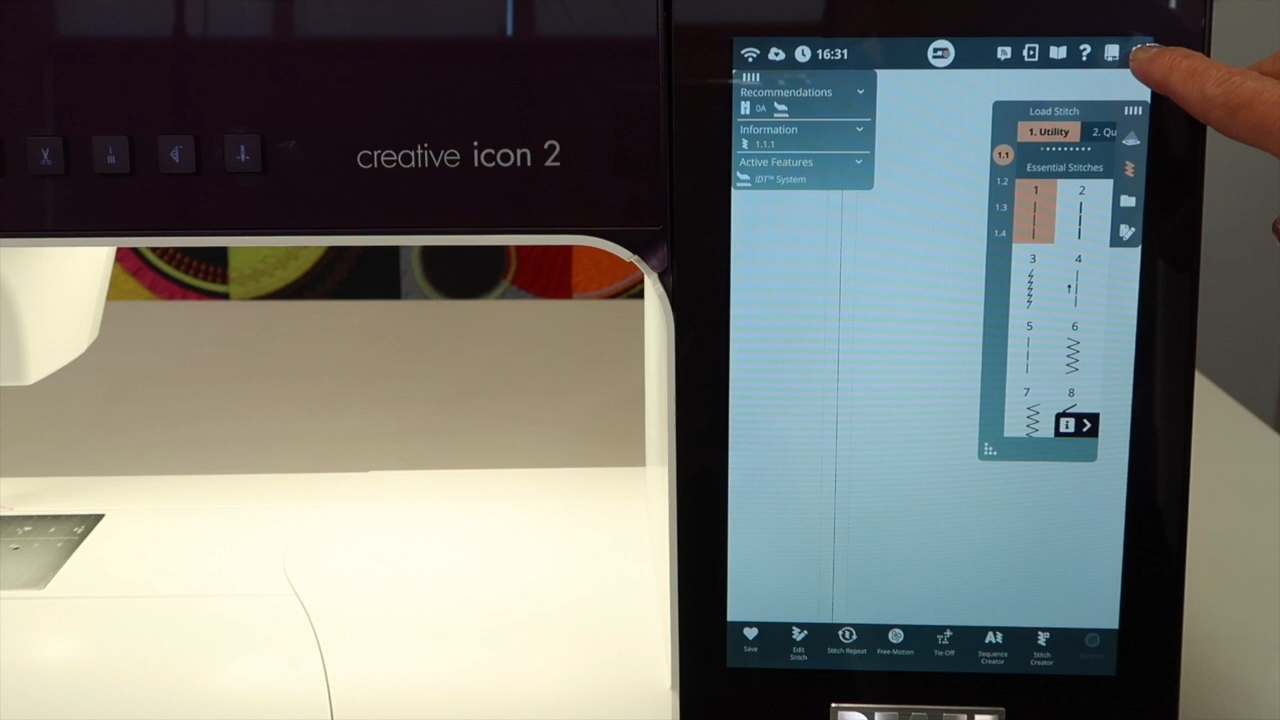 creative icon 2
16:31
Recommendations
0A
Information
1.1.1
Active Features
IDT™ System
Load Stitch
1. Utility
2. Qu
1.1
Essential Stitches
1.2
1.3
1.4
1
2
3
4
5
6
7
8
Save
Edit Stitch
Stitch Repeat
Free-Motion
Tie-Off
Sequence Creator
Stitch Creator